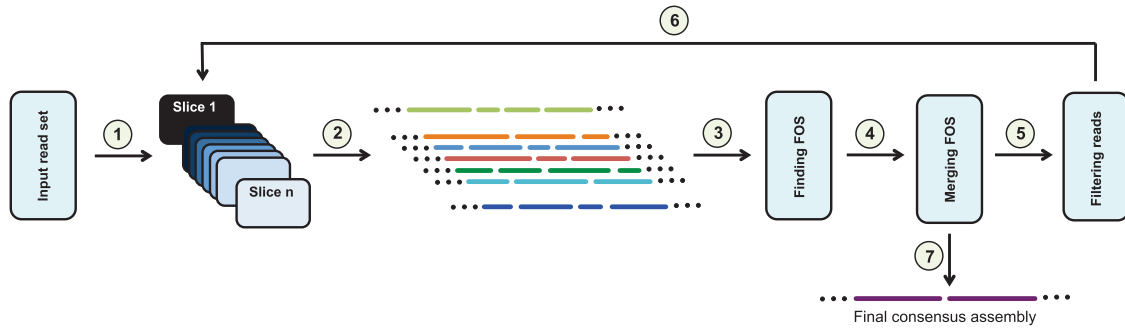 6
Slice 1
Input read set
1
2
3
Finding FOS
4
Merging FOS
5
Filtering reads
Slice n
7
Final consensus assembly